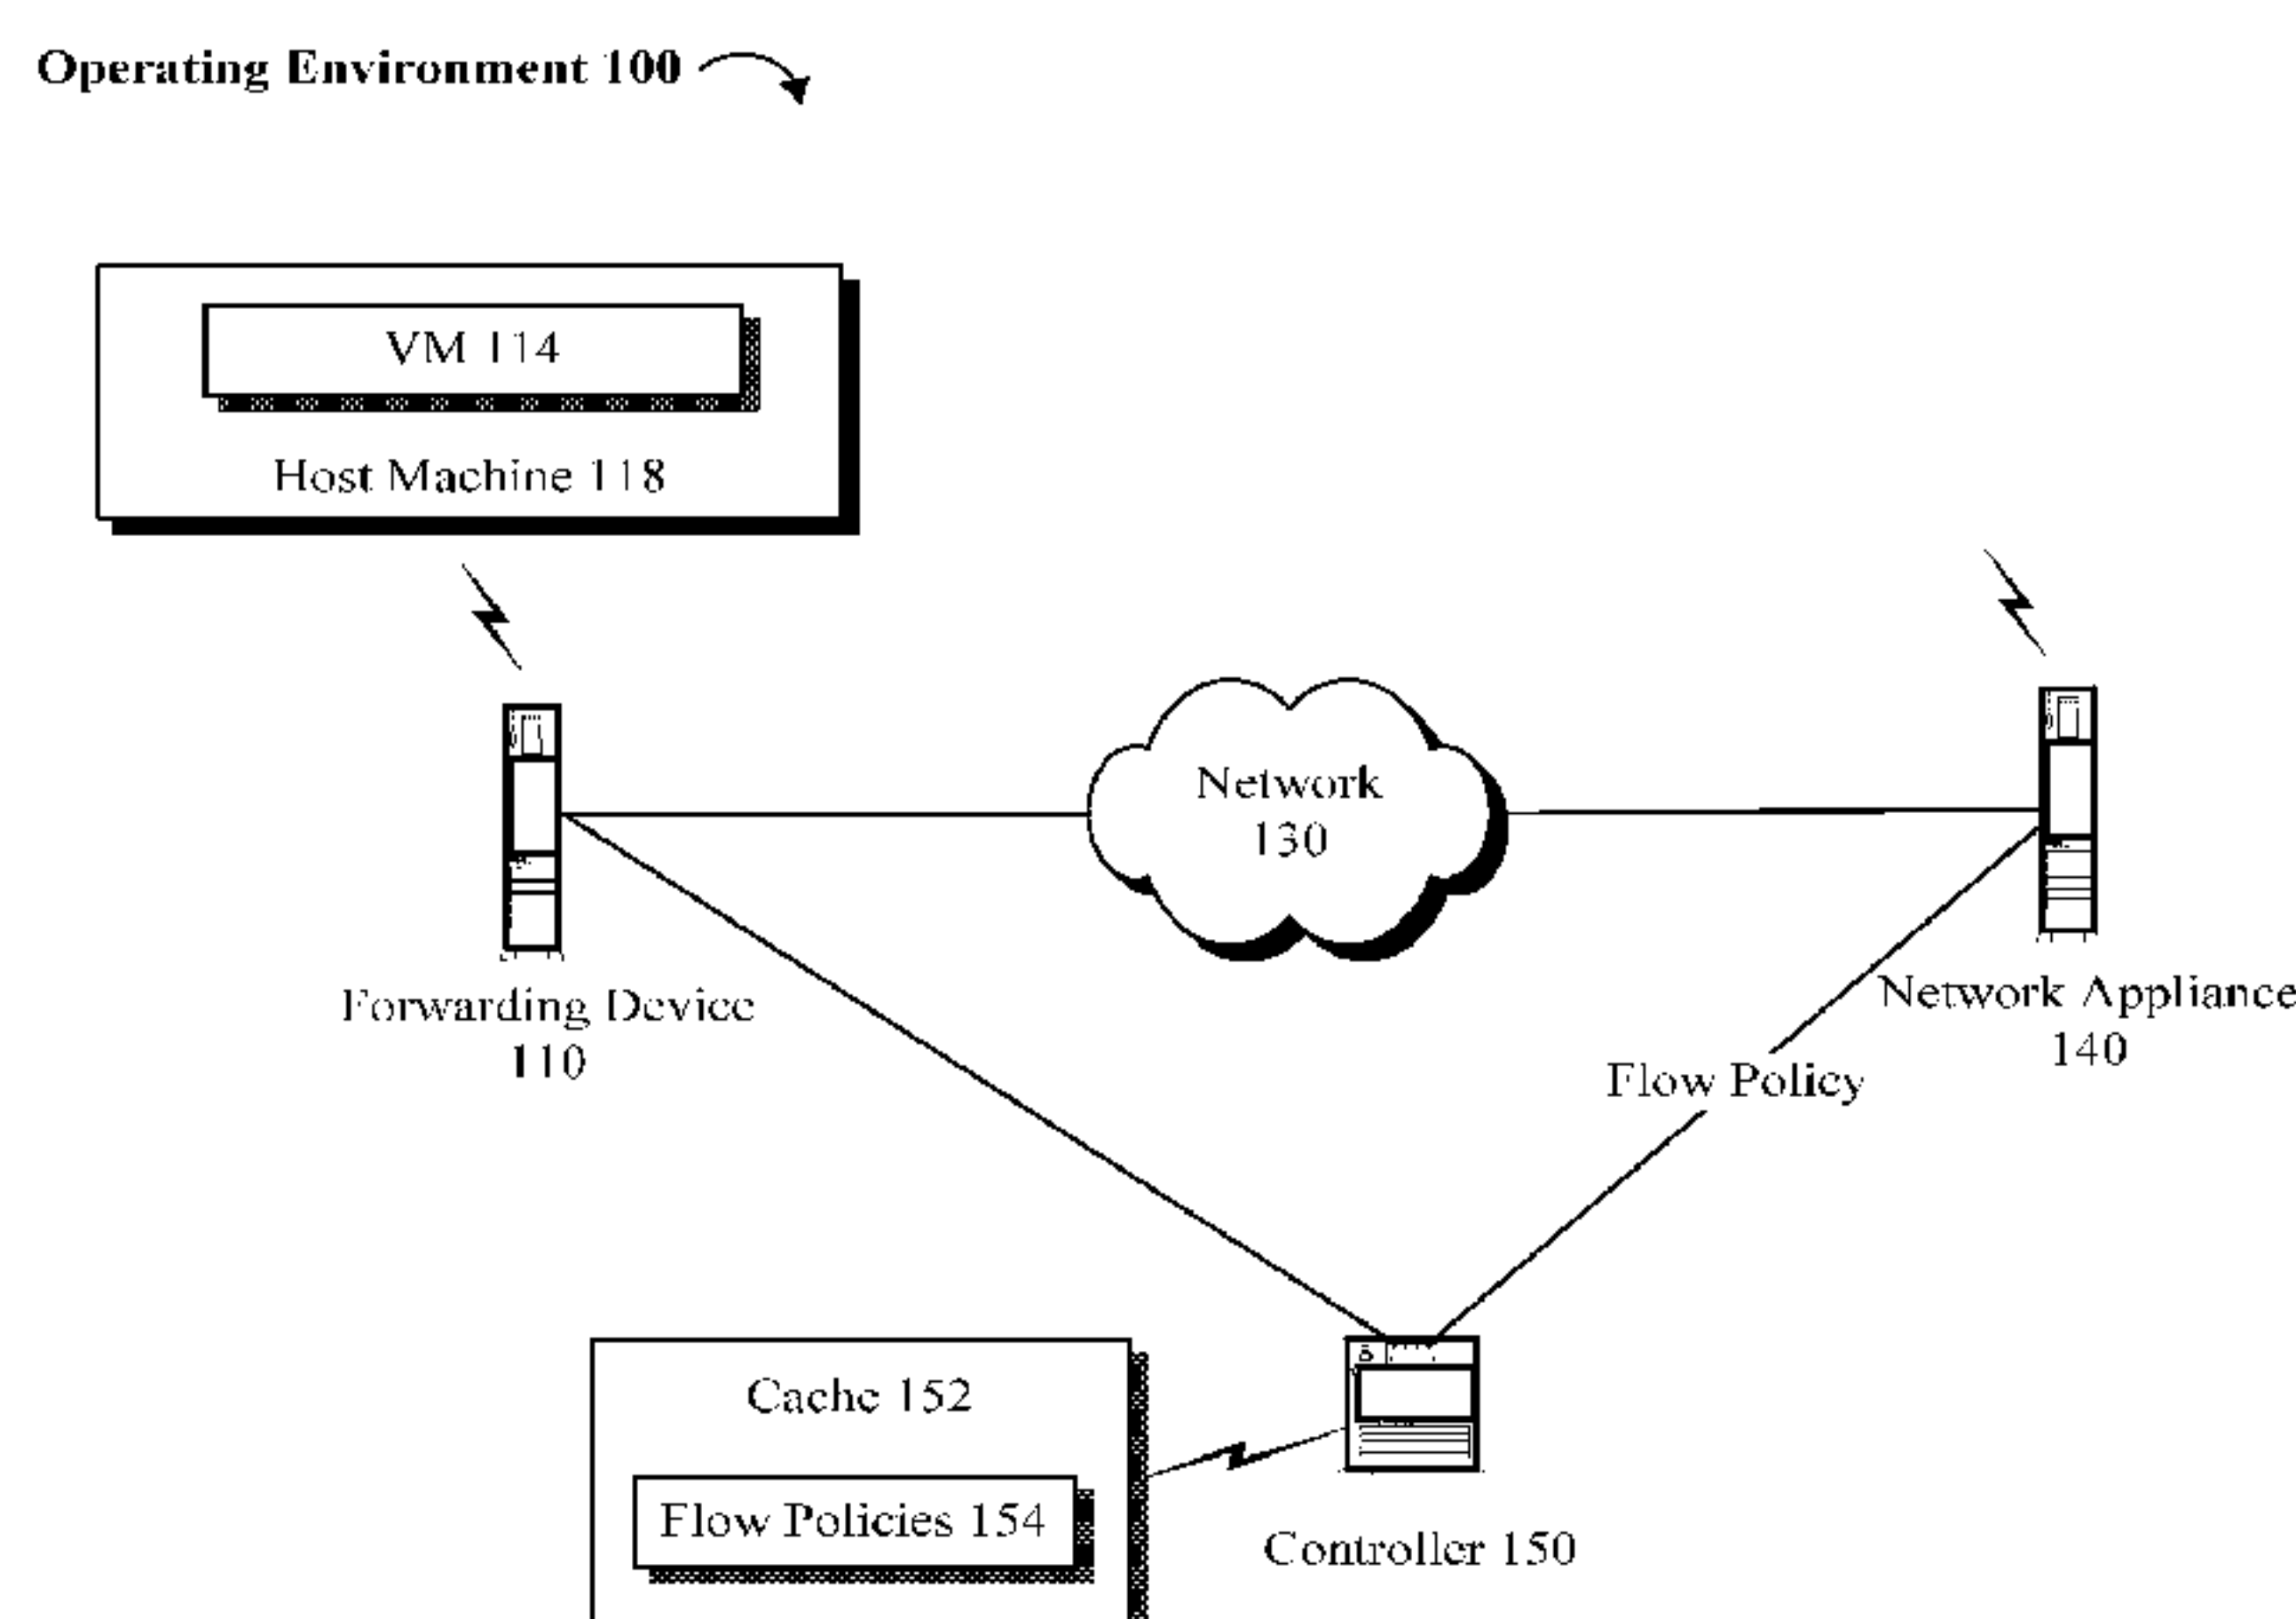 Operating Environment 100
VM 114
Host Machine 118
Network
130
Forwarding Device
110
Network Appliance
140
Flow Policy
Cache 152
Flow Policies 154
Controller 150